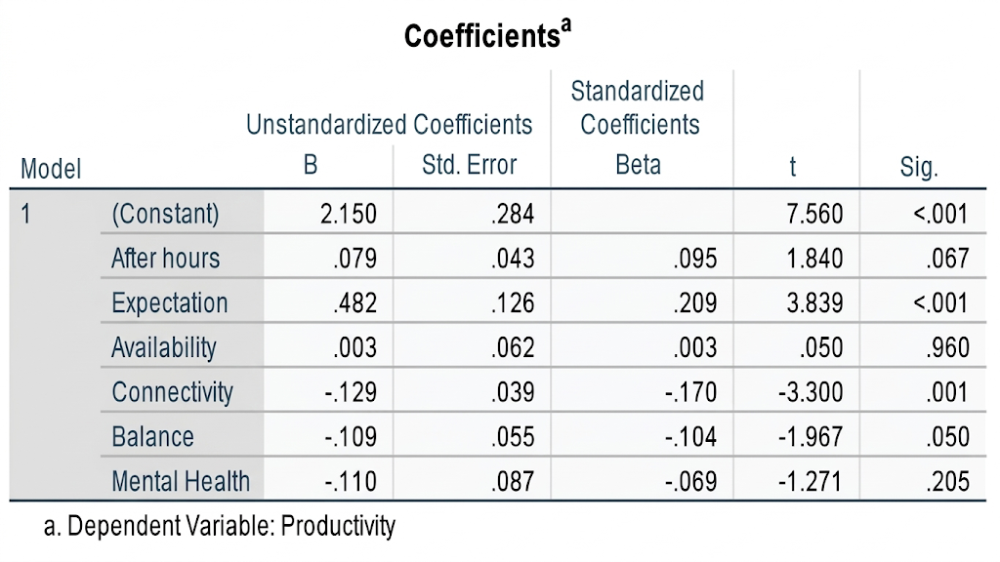 Coefficientsᵃ
Unstandardized Coefficients Standardized Coefficients
Model B Std. Error Beta t Sig.
1 (Constant) 2.150 .284 7.560 <.001
After hours .079 .043 .095 1.840 .067
Expectation .482 .126 .209 3.839 <.001
Availability .003 .062 .003 .050 .960
Connectivity -.129 .039 -.170 -3.300 .001
Balance -.109 .055 -.104 -1.967 .050
Mental Health -.110 .087 -.069 -1.271 .205
a. Dependent Variable: Productivity